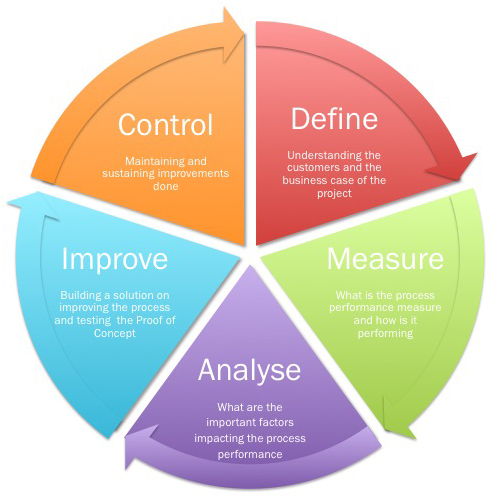 Define
Understanding the
customers and the
business case of the
project
Measure
What is the process
performance measure
and how is it
performing
Analyse
What are the
important factors
impacting the process
performance
Improve
Building a solution on
improving the process
and testing the Proof of
Concept
Control
Maintaining and
sustaining improvements
done